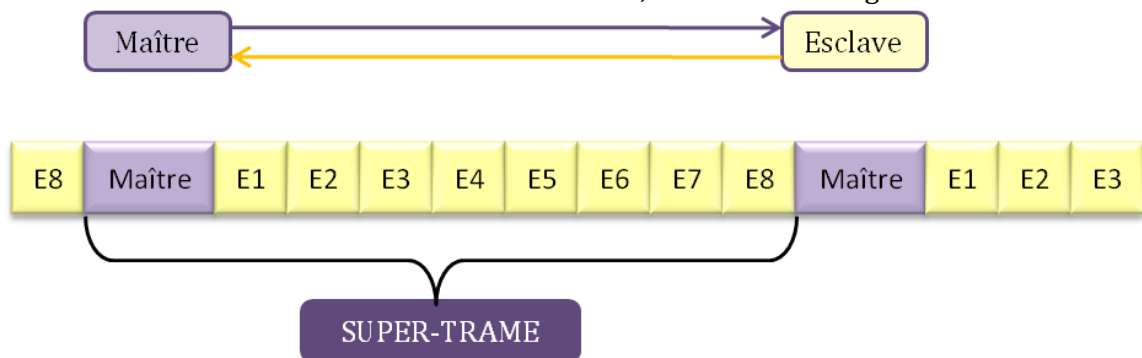 Maître Esclave
E8 Maître E1 E2 E3 E4 E5 E6 E7 E8 Maître E1 E2 E3
SUPER-TRAME